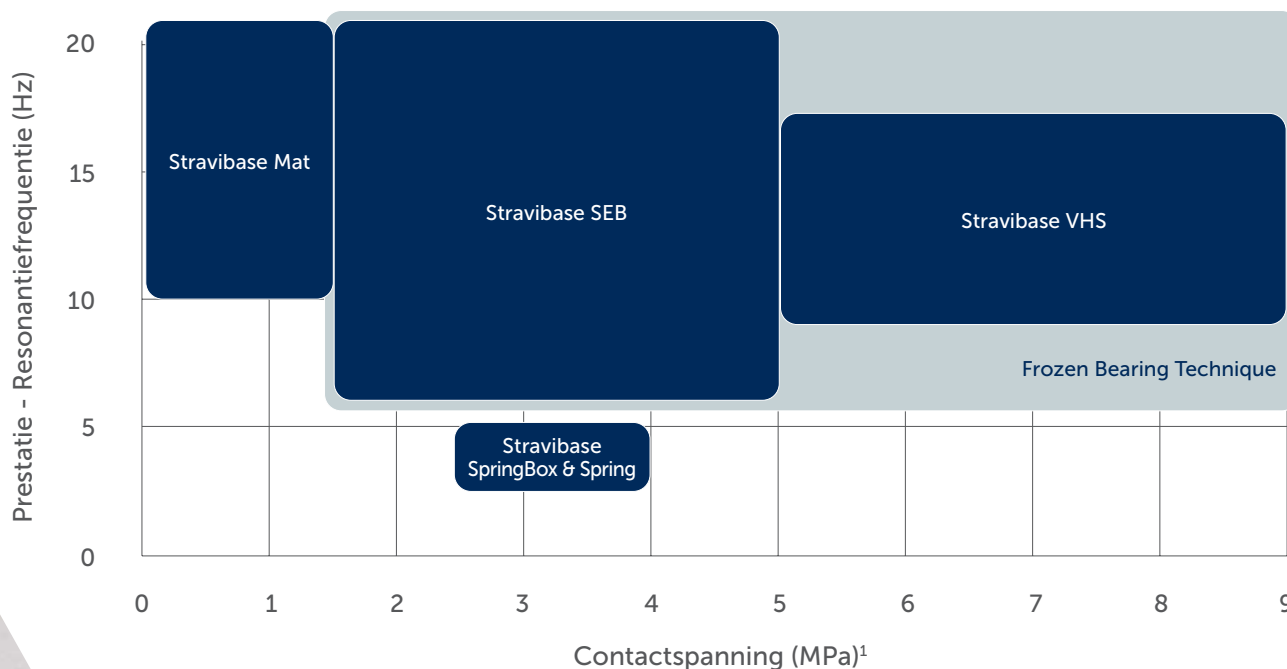 Prestatie - Resonantiefrequentie (Hz)
20
15
10
5
0
Stravibase Mat
Stravibase SEB
Stravibase VHS
Frozen Bearing Technique
Stravibase
SpringBox & Spring
0 1 2 3 4 5 6 7 8 9
Contactspanning (MPa)¹